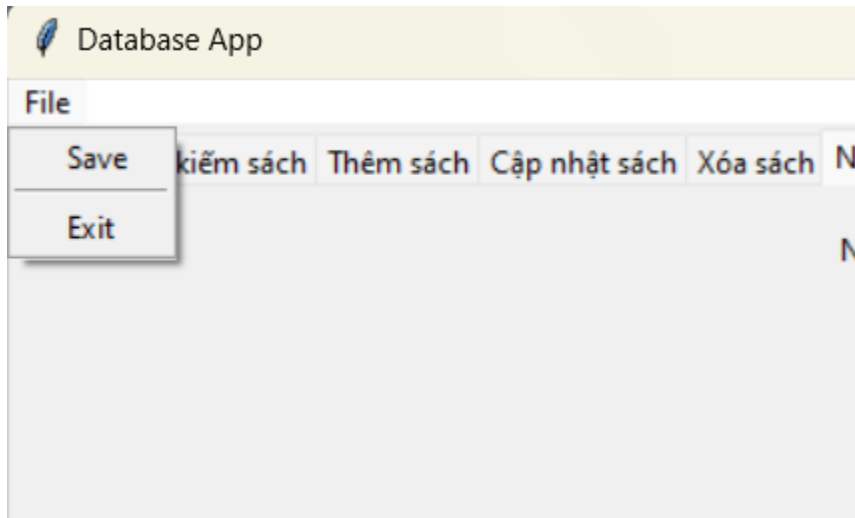 Database App
File
Save
kiếm sách Thêm sách Cập nhật sách Xóa sách N
Exit
N